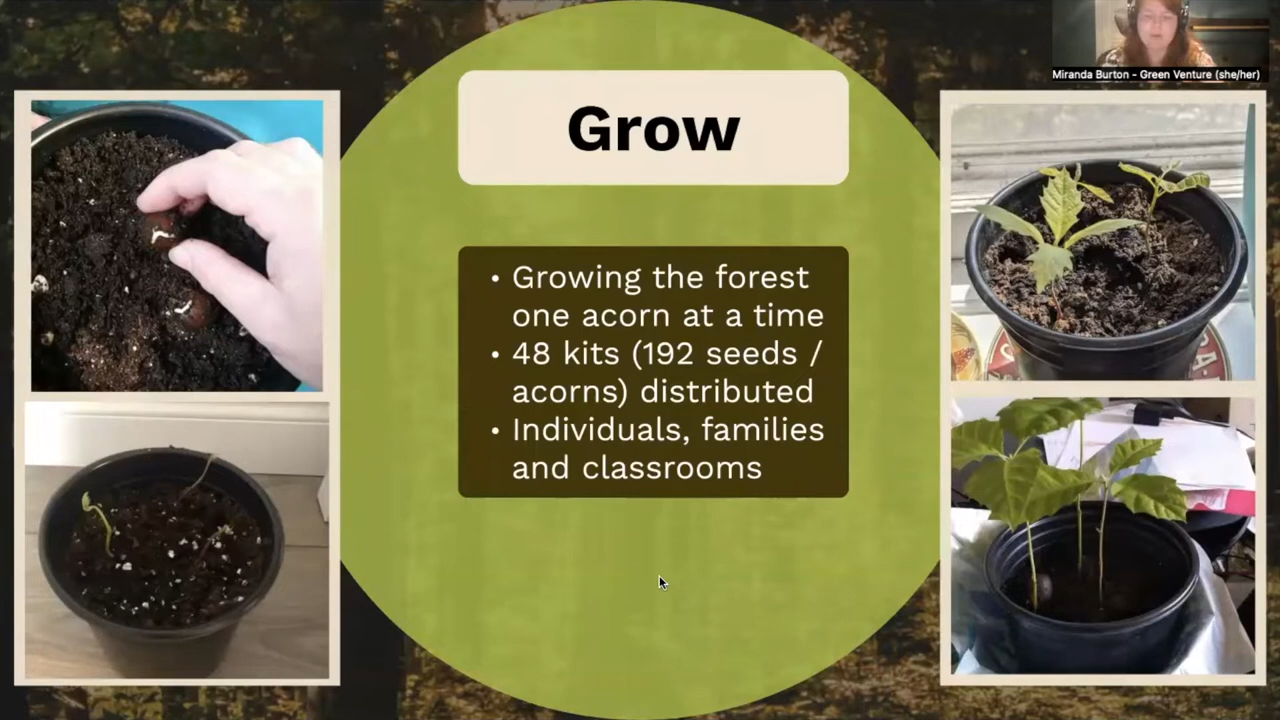 Miranda Burton - Green Venture (she/her)
Grow
• Growing the forest
one acorn at a time
• 48 kits (192 seeds /
acorns) distributed
• Individuals, families
and classrooms